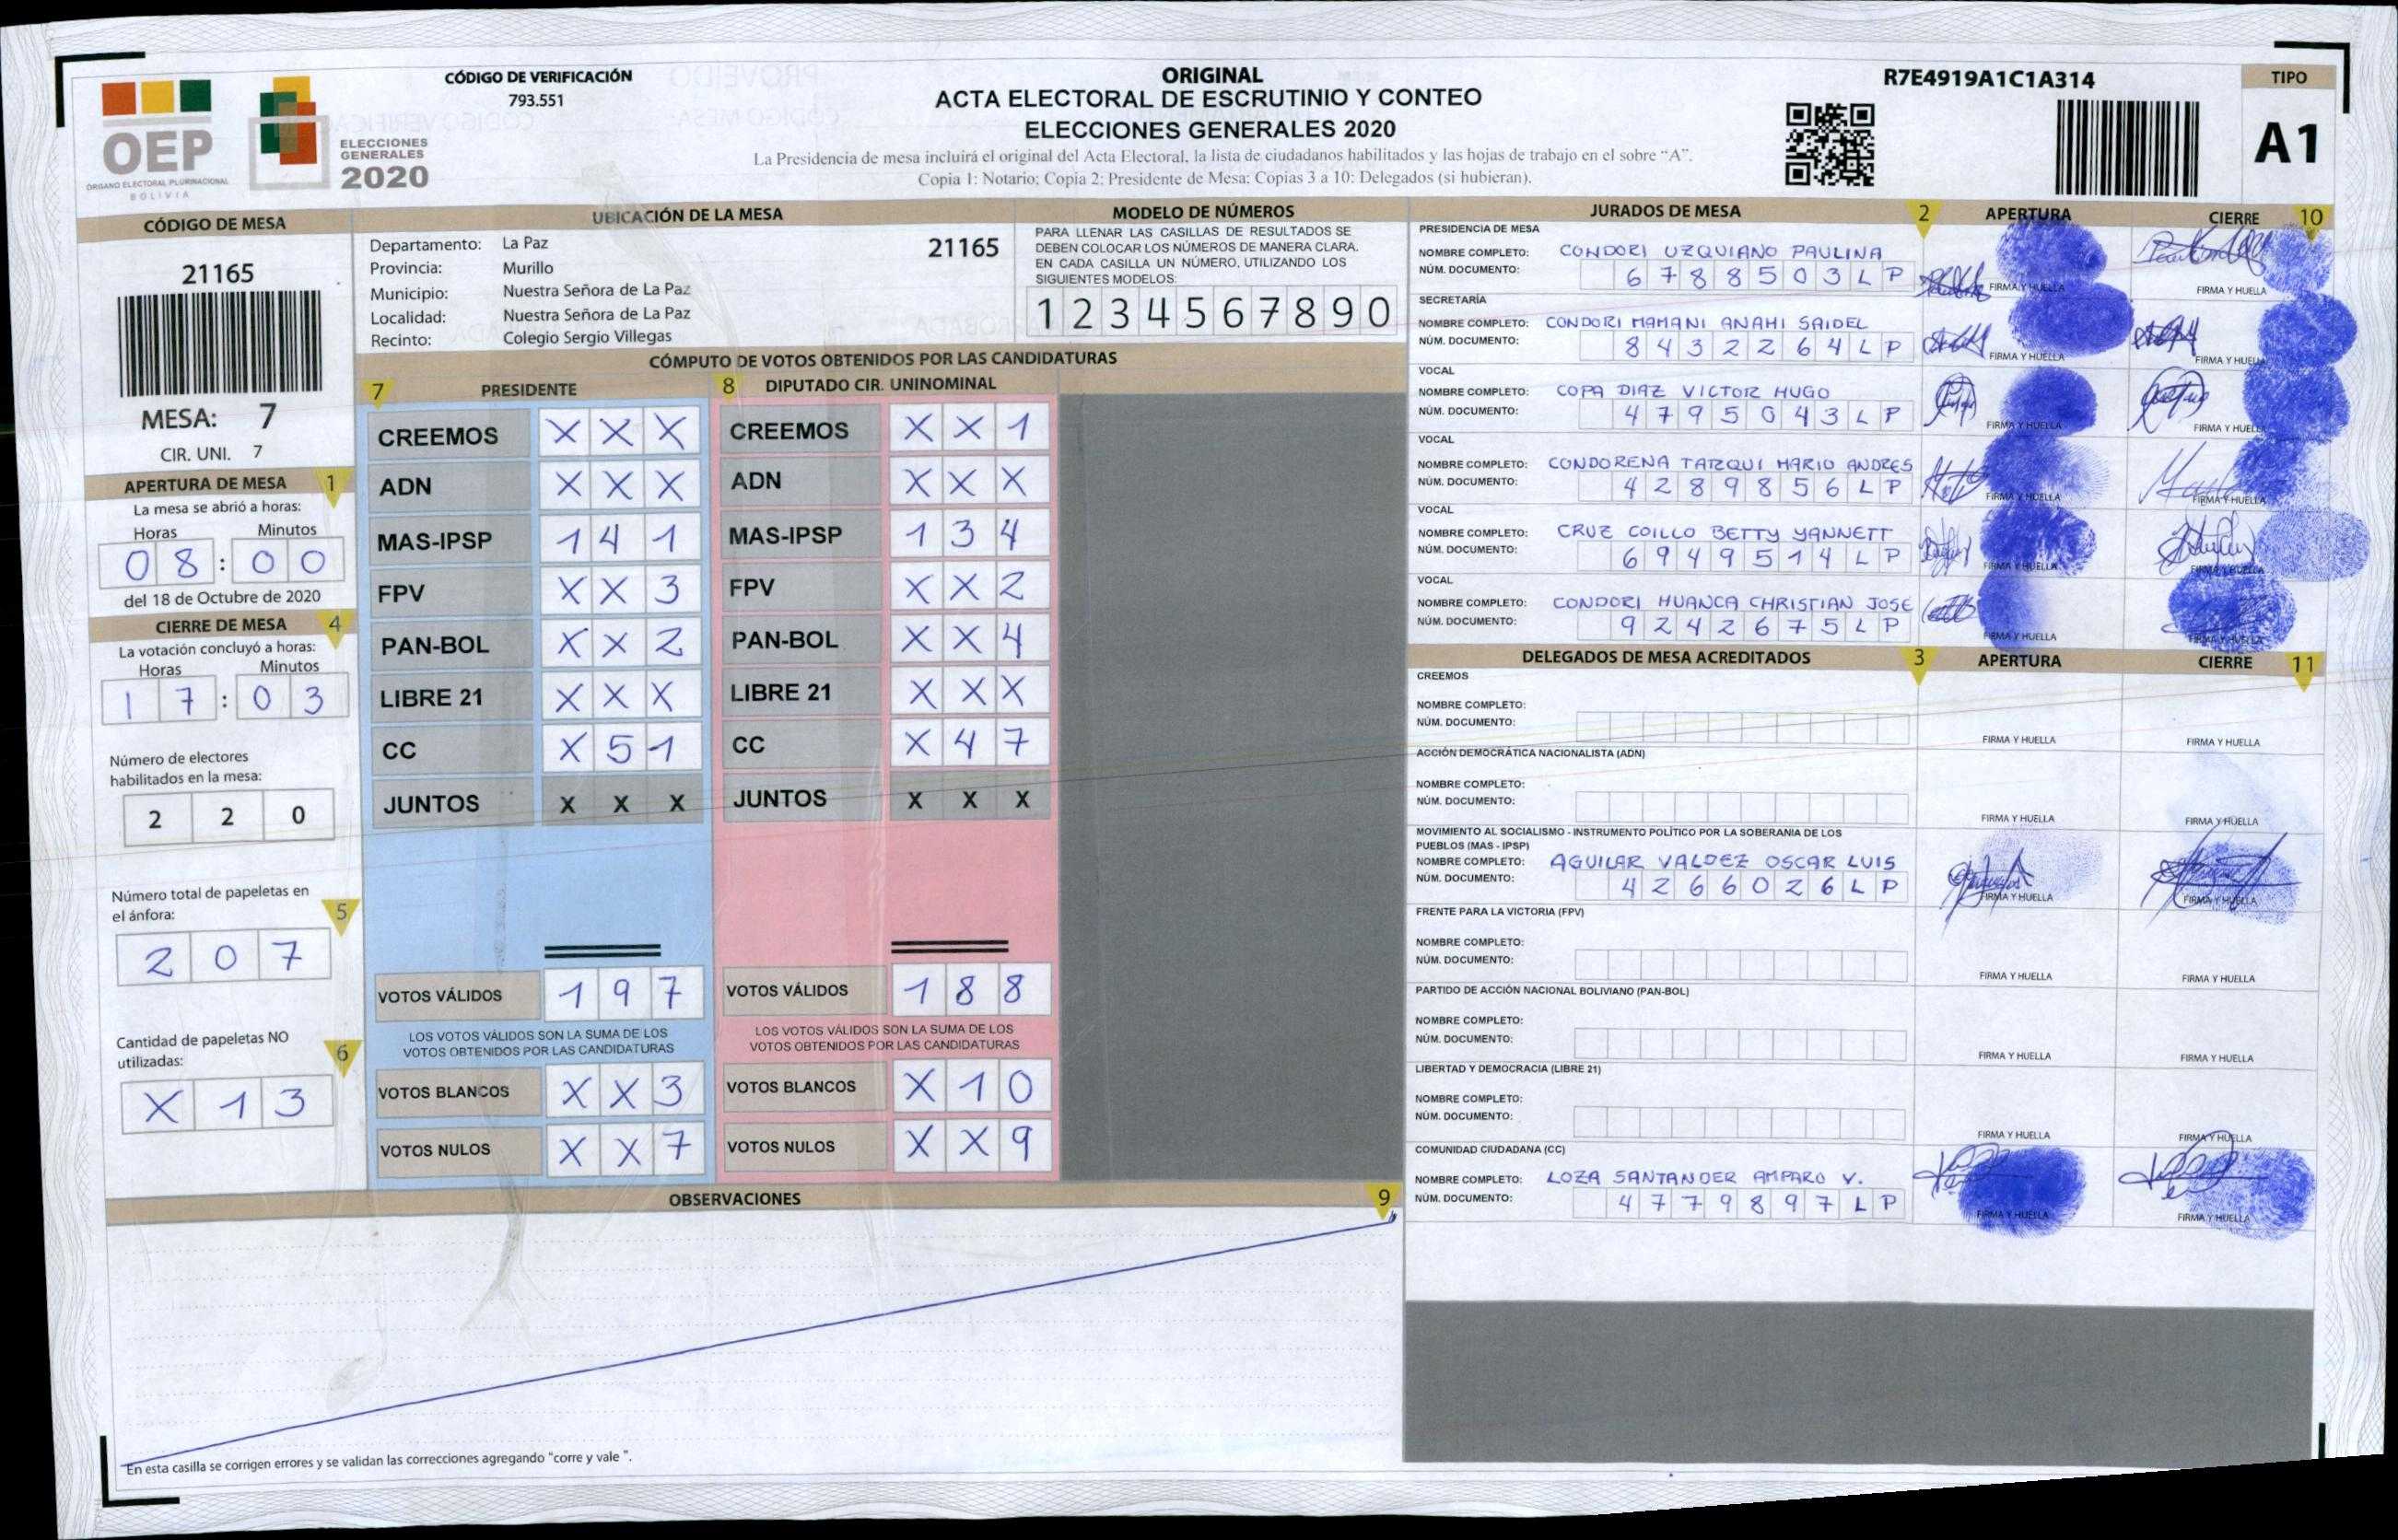 CÓDIGO DE VERIFICACIÓN
793.551
OEP
ÓRGANO ELECTORAL PLURINACIONAL
BOLIVIA
ELECCIONES
GENERALES
2020
ORIGINAL
ACTA ELECTORAL DE ESCRUTINIO Y CONTEO
ELECCIONES GENERALES 2020
La Presidencia de mesa incluirá el original del Acta Electoral, la lista de ciudadanos habilitados y las hojas de trabajo en el sobre “A”.
Copia 1: Notario; Copia 2: Presidente de Mesa; Copias 3 a 10: Delegados (si hubieran).
R7E4919A1C1A314
TIPO
A1
CÓDIGO DE MESA
21165
MESA: 7
CIR. UNI. 7
APERTURA DE MESA 1
La mesa se abrió a horas:
Horas Minutos
08:00
del 18 de Octubre de 2020
CIERRE DE MESA 4
La votación concluyó a horas:
Horas Minutos
17:03
Número de electores
habilitados en la mesa:
2 2 0
Número total de papeletas en
el ánfora: 5
2 0 7
Cantidad de papeletas NO
utilizadas: 6
X 1 3
UBICACIÓN DE LA MESA
Departamento: La Paz 21165
Provincia: Murillo
Municipio: Nuestra Señora de La Paz
Localidad: Nuestra Señora de La Paz
Recinto: Colegio Sergio Villegas
MODELO DE NÚMEROS
PARA LLENAR LAS CASILLAS DE RESULTADOS SE
DEBEN COLOCAR LOS NÚMEROS DE MANERA CLARA.
EN CADA CASILLA UN NÚMERO, UTILIZANDO LOS
SIGUIENTES MODELOS:
1 2 3 4 5 6 7 8 9 0
CÓMPUTO DE VOTOS OBTENIDOS POR LAS CANDIDATURAS
7 PRESIDENTE
CREEMOS X X X
ADN X X X
MAS-IPSP 1 4 1
FPV X X 3
PAN-BOL X X 2
LIBRE 21 X X X
CC X 5 1
JUNTOS X X X
VOTOS VÁLIDOS 1 9 7
LOS VOTOS VÁLIDOS SON LA SUMA DE LOS
VOTOS OBTENIDOS POR LAS CANDIDATURAS
VOTOS BLANCOS X X 3
VOTOS NULOS X X 7
8 DIPUTADO CIR. UNINOMINAL
CREEMOS X X 1
ADN X X X
MAS-IPSP 1 3 4
FPV X X 2
PAN-BOL X X 4
LIBRE 21 X X X
CC X 4 7
JUNTOS X X X
VOTOS VÁLIDOS 1 8 8
LOS VOTOS VÁLIDOS SON LA SUMA DE LOS
VOTOS OBTENIDOS POR LAS CANDIDATURAS
VOTOS BLANCOS X 1 0
VOTOS NULOS X X 9
OBSERVACIONES 9
En esta casilla se corrigen errores y se validan las correcciones agregando “corre y vale ”.
JURADOS DE MESA 2 APERTURA CIERRE 10
PRESIDENCIA DE MESA
NOMBRE COMPLETO: CONDORI UZQUIANO PAULINA
NÚM. DOCUMENTO: 6788503LP FIRMA Y HUELLA FIRMA Y HUELLA
SECRETARÍA
NOMBRE COMPLETO: CONDORI MAMANI ANAHI SAIDEL
NÚM. DOCUMENTO: 8432264LP FIRMA Y HUELLA FIRMA Y HUELLA
VOCAL
NOMBRE COMPLETO: COPA DIAZ VICTOR HUGO
NÚM. DOCUMENTO: 4795043LP FIRMA Y HUELLA FIRMA Y HUELLA
VOCAL
NOMBRE COMPLETO: CONDORENA TARQUI MARIO ANDRES
NÚM. DOCUMENTO: 4289856LP FIRMA Y HUELLA FIRMA Y HUELLA
VOCAL
NOMBRE COMPLETO: CRUZ COILLO BETTY YANNETT
NÚM. DOCUMENTO: 6949514LP FIRMA Y HUELLA FIRMA Y HUELLA
VOCAL
NOMBRE COMPLETO: CONDORI HUANCA CHRISTIAN JOSE
NÚM. DOCUMENTO: 9242675LP FIRMA Y HUELLA FIRMA Y HUELLA
DELEGADOS DE MESA ACREDITADOS 3 APERTURA CIERRE 11
CREEMOS
NOMBRE COMPLETO:
NÚM. DOCUMENTO: FIRMA Y HUELLA FIRMA Y HUELLA
ACCIÓN DEMOCRÁTICA NACIONALISTA (ADN)
NOMBRE COMPLETO:
NÚM. DOCUMENTO: FIRMA Y HUELLA FIRMA Y HUELLA
MOVIMIENTO AL SOCIALISMO - INSTRUMENTO POLÍTICO POR LA SOBERANIA DE LOS
PUEBLOS (MAS - IPSP)
NOMBRE COMPLETO: AGUILAR VALDEZ OSCAR LUIS
NÚM. DOCUMENTO: 4266026LP FIRMA Y HUELLA FIRMA Y HUELLA
FRENTE PARA LA VICTORIA (FPV)
NOMBRE COMPLETO:
NÚM. DOCUMENTO: FIRMA Y HUELLA FIRMA Y HUELLA
PARTIDO DE ACCIÓN NACIONAL BOLIVIANO (PAN-BOL)
NOMBRE COMPLETO:
NÚM. DOCUMENTO: FIRMA Y HUELLA FIRMA Y HUELLA
LIBERTAD Y DEMOCRACIA (LIBRE 21)
NOMBRE COMPLETO:
NÚM. DOCUMENTO: FIRMA Y HUELLA FIRMA Y HUELLA
COMUNIDAD CIUDADANA (CC)
NOMBRE COMPLETO: LOZA SANTANDER AMPARO V.
NÚM. DOCUMENTO: 4779897LP FIRMA Y HUELLA FIRMA Y HUELLA